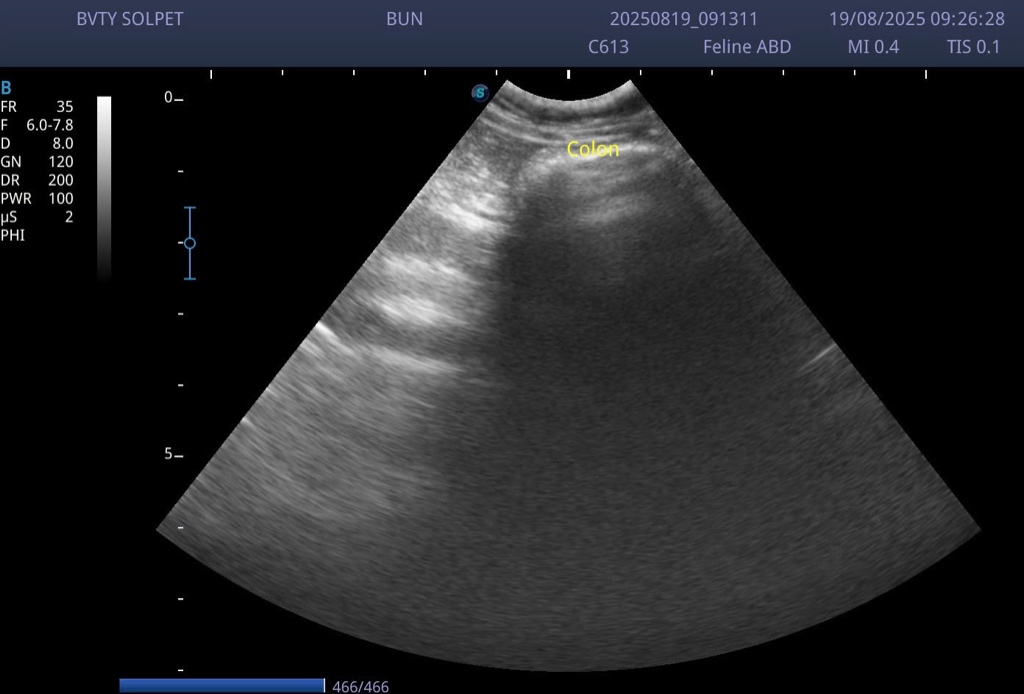 BVTY SOLPET BUN 20250819_091311 19/08/2025 09:26:28
C613 Feline ABD MI 0.4 TIS 0.1
B
FR 35
F 6.0-7.8
D 8.0
GN 120
DR 200
PWR 100
µS 2
PHI
0
S
Colon
5
466/466